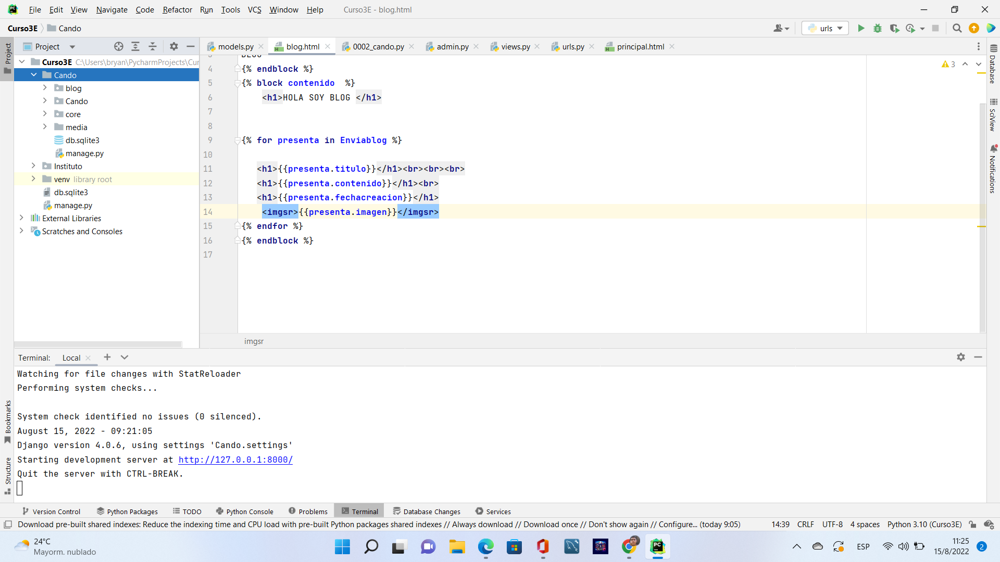 File Edit View Navigate Code Refactor Run Tools VCS Window Help Curso3E - blog.html
Curso3E Cando
urls
Project
models.py blog.html 0002_cando.py admin.py views.py urls.py principal.html
Project
Curso3E C:\Users\bryan\PycharmProjects\Cur
Cando
blog
Cando
core
media
db.sqlite3
manage.py
Instituto
venv library root
db.sqlite3
manage.py
External Libraries
Scratches and Consoles
3
4 {% endblock %}
5 {% block contenido  %}
6 <h1>HOLA SOY BLOG </h1>
7
8
9 {% for presenta in Enviablog %}
10
11 <h1>{{presenta.titulo}}</h1><br><br><br>
12 <h1>{{presenta.contenido}}</h1><br>
13 <h1>{{presenta.fechacreacion}}</h1>
14 <imgsr>{{presenta.imagen}}</imgsr>
15 {% endfor %}
16 {% endblock %}
17
imgsr
Database
SciView
Notifications
Terminal: Local
Watching for file changes with StatReloader
Performing system checks...
System check identified no issues (0 silenced).
August 15, 2022 - 09:21:05
Django version 4.0.6, using settings 'Cando.settings'
Starting development server at http://127.0.0.1:8000/
Quit the server with CTRL-BREAK.
Bookmarks
Structure
Version Control Python Packages TODO Python Console Problems Terminal Database Changes Services
Download pre-built shared indexes: Reduce the indexing time and CPU load with pre-built Python packages shared indexes // Always download // Download once // Don't show again // Configure... (today 9:05) 14:39 CRLF UTF-8 4 spaces Python 3.10 (Curso3E)
24°C
Mayorm. nublado
ESP
11:25
15/8/2022
2